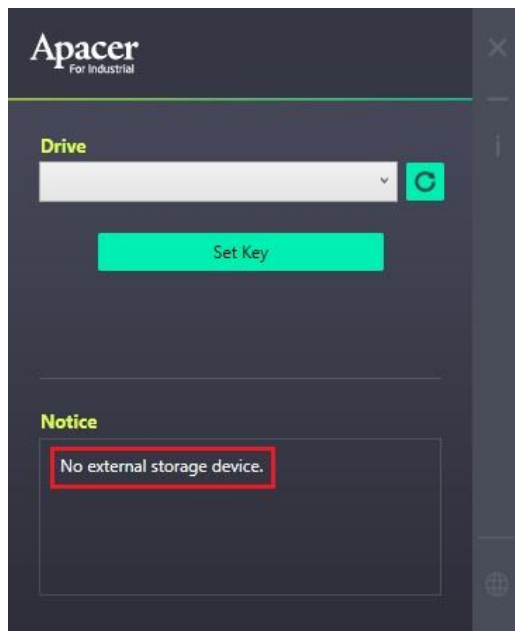 Apacer
For Industrial
Drive
Set Key
Notice
No external storage device.